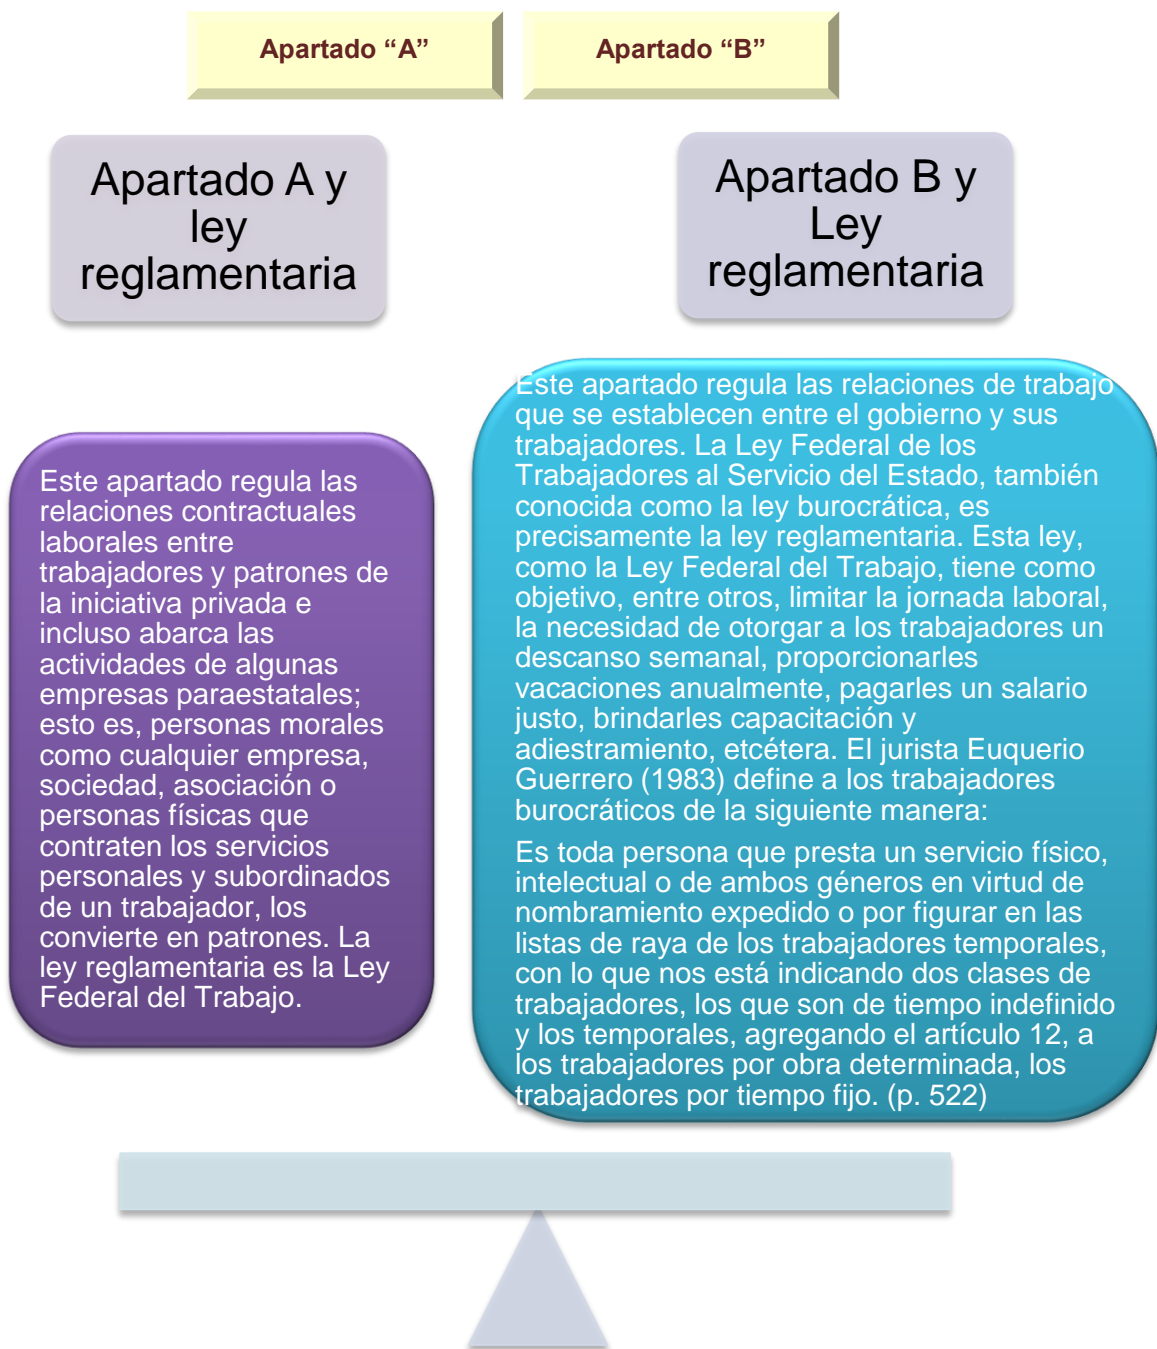 Apartado “A”
Apartado “B”
Apartado A y
ley
reglamentaria
Apartado B y
Ley
reglamentaria
Este apartado regula las
relaciones contractuales
laborales entre
trabajadores y patrones de
la iniciativa privada e
incluso abarca las
actividades de algunas
empresas paraestatales;
esto es, personas morales
como cualquier empresa,
sociedad, asociación o
personas físicas que
contraten los servicios
personales y subordinados
de un trabajador, los
convierte en patrones. La
ley reglamentaria es la Ley
Federal del Trabajo.
Este apartado regula las relaciones de trabajo
que se establecen entre el gobierno y sus
trabajadores. La Ley Federal de los
Trabajadores al Servicio del Estado, también
conocida como la ley burocrática, es
precisamente la ley reglamentaria. Esta ley,
como la Ley Federal del Trabajo, tiene como
objetivo, entre otros, limitar la jornada laboral,
la necesidad de otorgar a los trabajadores un
descanso semanal, proporcionarles
vacaciones anualmente, pagarles un salario
justo, brindarles capacitación y
adiestramiento, etcétera. El jurista Euquerio
Guerrero (1983) define a los trabajadores
burocráticos de la siguiente manera:
Es toda persona que presta un servicio físico,
intelectual o de ambos géneros en virtud de
nombramiento expedido o por figurar en las
listas de raya de los trabajadores temporales,
con lo que nos está indicando dos clases de
trabajadores, los que son de tiempo indefinido
y los temporales, agregando el artículo 12, a
los trabajadores por obra determinada, los
trabajadores por tiempo fijo. (p. 522)